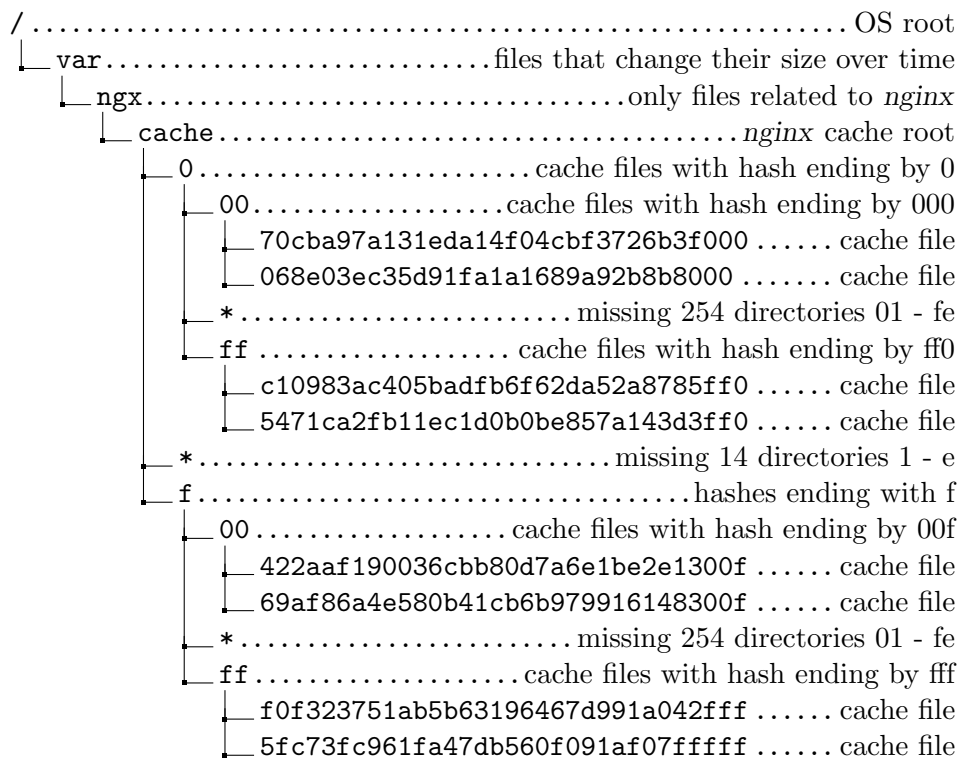 / ........ OS root
var ........ files that change their size over time
ngx ........ only files related to nginx
cache ........ nginx cache root
0 ........ cache files with hash ending by 0
00 ........ cache files with hash ending by 000
70cba97a131eda14f04cbf3726b3f000 ...... cache file
068e03ec35d91fa1a1689a92b8b8000 ....... cache file
* ........ missing 254 directories 01 - fe
ff ........ cache files with hash ending by ff0
c10983ac405badfb6f62da52a8785ff0 ...... cache file
5471ca2fb11ec1d0b0be857a143d3ff0 ...... cache file
* ........ missing 14 directories 1 - e
f ........ hashes ending with f
00 ........ cache files with hash ending by 00f
422aaf190036cbb80d7a6e1be2e1300f ...... cache file
69af86a4e580b41cb6b979916148300f ...... cache file
* ........ missing 254 directories 01 - fe
ff ........ cache files with hash ending by fff
f0f323751ab5b63196467d991a042fff ...... cache file
5fc73fc961fa47db560f091af07fffff ...... cache file